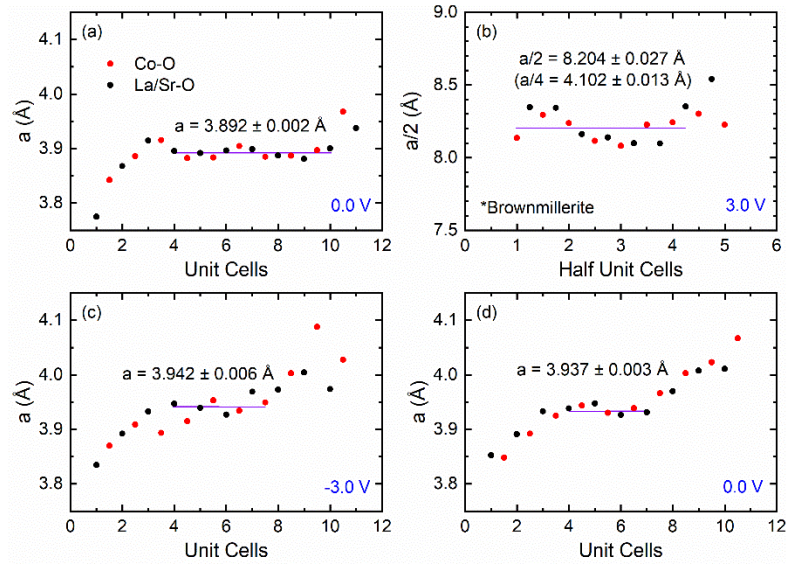 (a)
Co-O
La/Sr-O
a = 3.892 ± 0.002 Å
0.0 V
4.1
4.0
3.9
3.8
a (Å)
0 2 4 6 8 10 12
Unit Cells
(b)
a/2 = 8.204 ± 0.027 Å
(a/4 = 4.102 ± 0.013 Å)
*Brownmillerite
3.0 V
9.0
8.5
8.0
7.5
a/2 (Å)
0 1 2 3 4 5 6
Half Unit Cells
(c)
a = 3.942 ± 0.006 Å
-3.0 V
4.1
4.0
3.9
3.8
a (Å)
0 2 4 6 8 10 12
Unit Cells
(d)
a = 3.937 ± 0.003 Å
0.0 V
4.1
4.0
3.9
3.8
a (Å)
0 2 4 6 8 10 12
Unit Cells